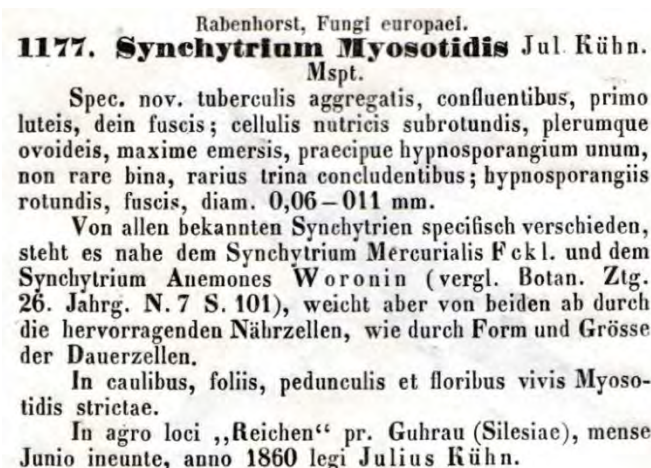 Rabenhorst, Fungi europaei.
1177. Synchytrium Myosotidis Jul. Kühn.
Mspt.
Spec. nov. tuberculis aggregatis, confluentibus, primo
luteis, dein fuscis; cellulis nutricis subrotundis, plerumque
ovoideis, maxime emersis, praecipue hypnosporangium unum,
non rare bina, rarius trina concludentibus; hypnosporangiis
rotundis, fuscis, diam. 0,06–011 mm.
Von allen bekannten Synchytrien specifisch verschieden,
steht es nahe dem Synchytrium Mercurialis Fckl. und dem
Synchytrium Anemones Woronin (vergl. Botan. Ztg.
26. Jahrg. N. 7 S. 101), weicht aber von beiden ab durch
die hervorragenden Nährzellen, wie durch Form und Grösse
der Dauerzellen.
In caulibus, foliis, pedunculis et floribus vivis Myoso-
tidis strictae.
In agro loci „Reichen“ pr. Guhrau (Silesiae), mense
Junio ineunte, anno 1860 legi Julius Kühn.